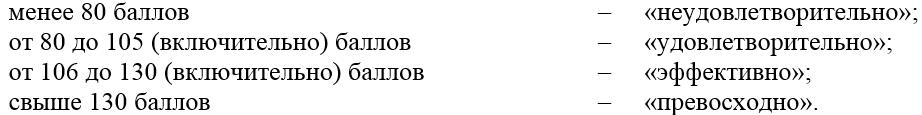 менее 80 баллов – «неудовлетворительно»;
от 80 до 105 (включительно) баллов – «удовлетворительно»;
от 106 до 130 (включительно) баллов – «эффективно»;
свыше 130 баллов – «превосходно».